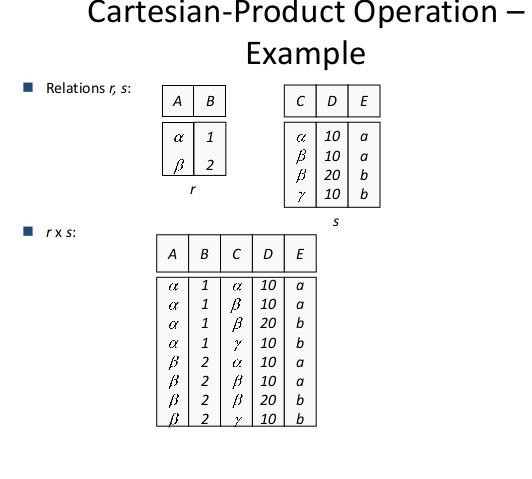 Cartesian-Product Operation –
Example
Relations r, s:
A B
α 1
β 2
r
C D E
α 10 a
β 10 a
β 20 b
γ 10 b
s
r x s:
A B C D E
α 1 α 10 a
α 1 β 10 a
α 1 β 20 b
α 1 γ 10 b
β 2 α 10 a
β 2 β 10 a
β 2 β 20 b
β 2 γ 10 b